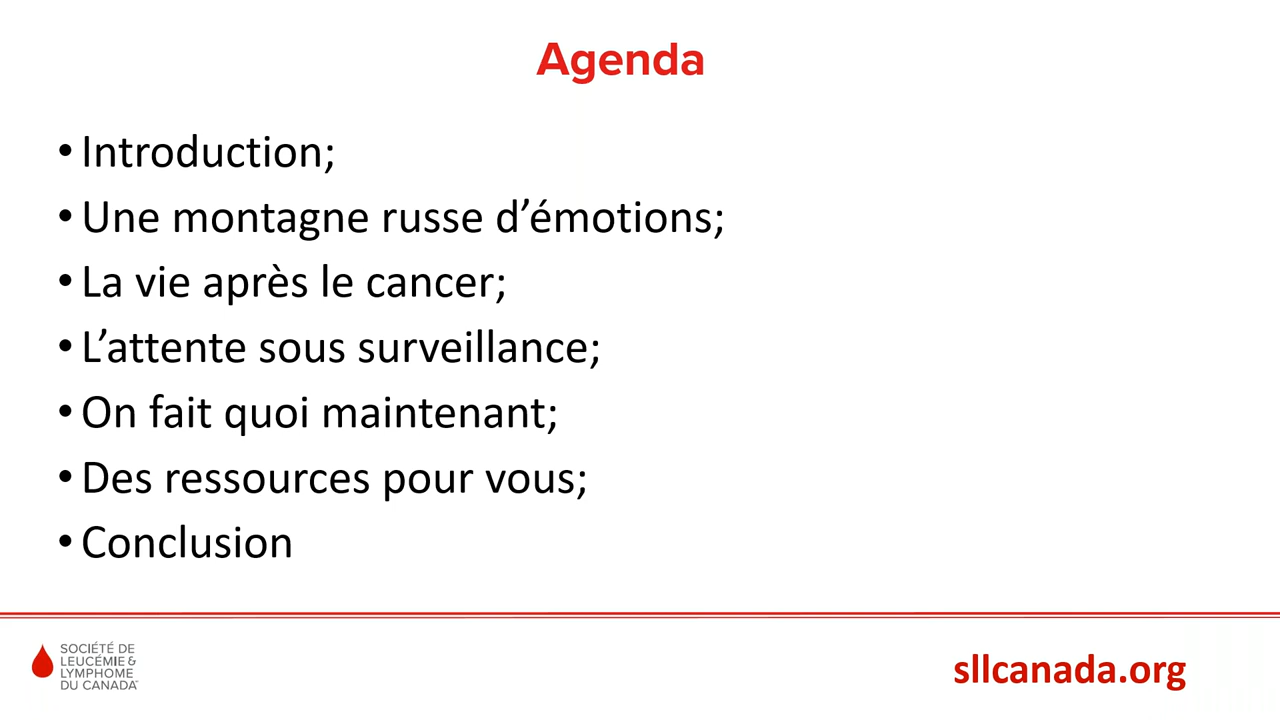 Agenda
• Introduction;
• Une montagne russe d’émotions;
• La vie après le cancer;
• L’attente sous surveillance;
• On fait quoi maintenant;
• Des ressources pour vous;
• Conclusion
SOCIÉTÉ DE
LEUCÉMIE &
LYMPHOME
DU CANADA
sllcanada.org